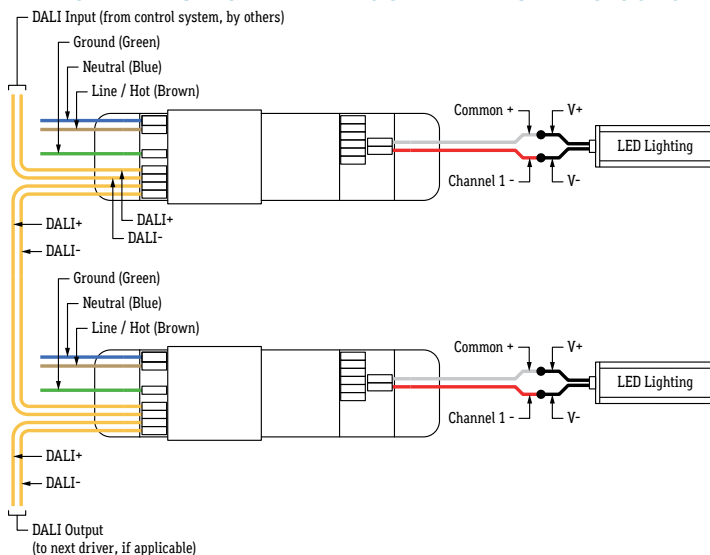 DALI Input (from control system, by others)
Ground (Green)
Neutral (Blue)
Line / Hot (Brown)
Common +
V+
LED Lighting
Channel 1 -
V-
DALI+
DALI-
DALI+
DALI-
Ground (Green)
Neutral (Blue)
Line / Hot (Brown)
Common +
V+
LED Lighting
Channel 1 -
V-
DALI+
DALI-
DALI Output
(to next driver, if applicable)